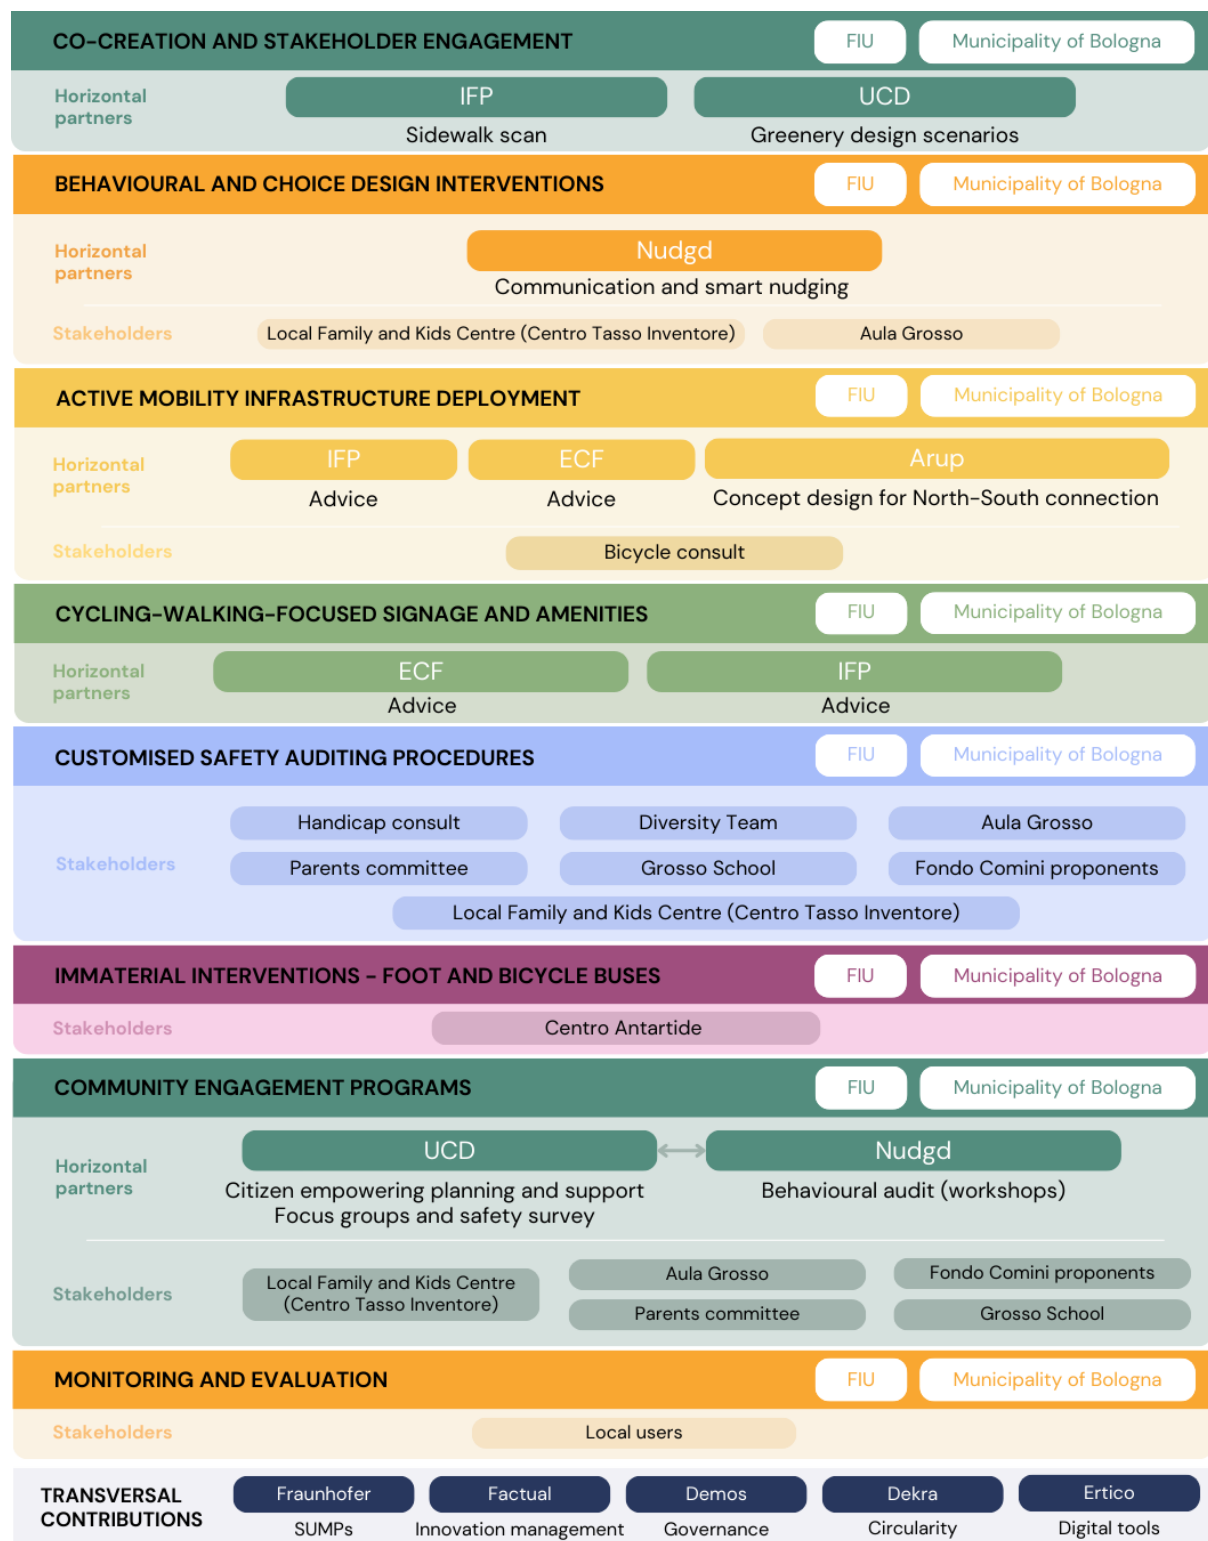 CO-CREATION AND STAKEHOLDER ENGAGEMENT FIU Municipality of Bologna
Horizontal partners
IFP UCD
Sidewalk scan Greenery design scenarios
BEHAVIOURAL AND CHOICE DESIGN INTERVENTIONS FIU Municipality of Bologna
Horizontal partners
Nudgd
Communication and smart nudging
Stakeholders Local Family and Kids Centre (Centro Tasso Inventore) Aula Grosso
ACTIVE MOBILITY INFRASTRUCTURE DEPLOYMENT FIU Municipality of Bologna
Horizontal partners
IFP ECF Arup
Advice Advice Concept design for North-South connection
Stakeholders Bicycle consult
CYCLING-WALKING-FOCUSED SIGNAGE AND AMENITIES FIU Municipality of Bologna
Horizontal partners
ECF IFP
Advice Advice
CUSTOMISED SAFETY AUDITING PROCEDURES FIU Municipality of Bologna
Stakeholders
Handicap consult Diversity Team Aula Grosso
Parents committee Grosso School Fondo Comini proponents
Local Family and Kids Centre (Centro Tasso Inventore)
IMMATERIAL INTERVENTIONS - FOOT AND BICYCLE BUSES FIU Municipality of Bologna
Stakeholders Centro Antartide
COMMUNITY ENGAGEMENT PROGRAMS FIU Municipality of Bologna
Horizontal partners
UCD Nudgd
Citizen empowering planning and support Behavioural audit (workshops)
Focus groups and safety survey
Stakeholders
Local Family and Kids Centre
(Centro Tasso Inventore)
Aula Grosso Fondo Comini proponents
Parents committee Grosso School
MONITORING AND EVALUATION FIU Municipality of Bologna
Stakeholders Local users
TRANSVERSAL CONTRIBUTIONS
Fraunhofer Factual Demos Dekra Ertico
SUMPs Innovation management Governance Circularity Digital tools